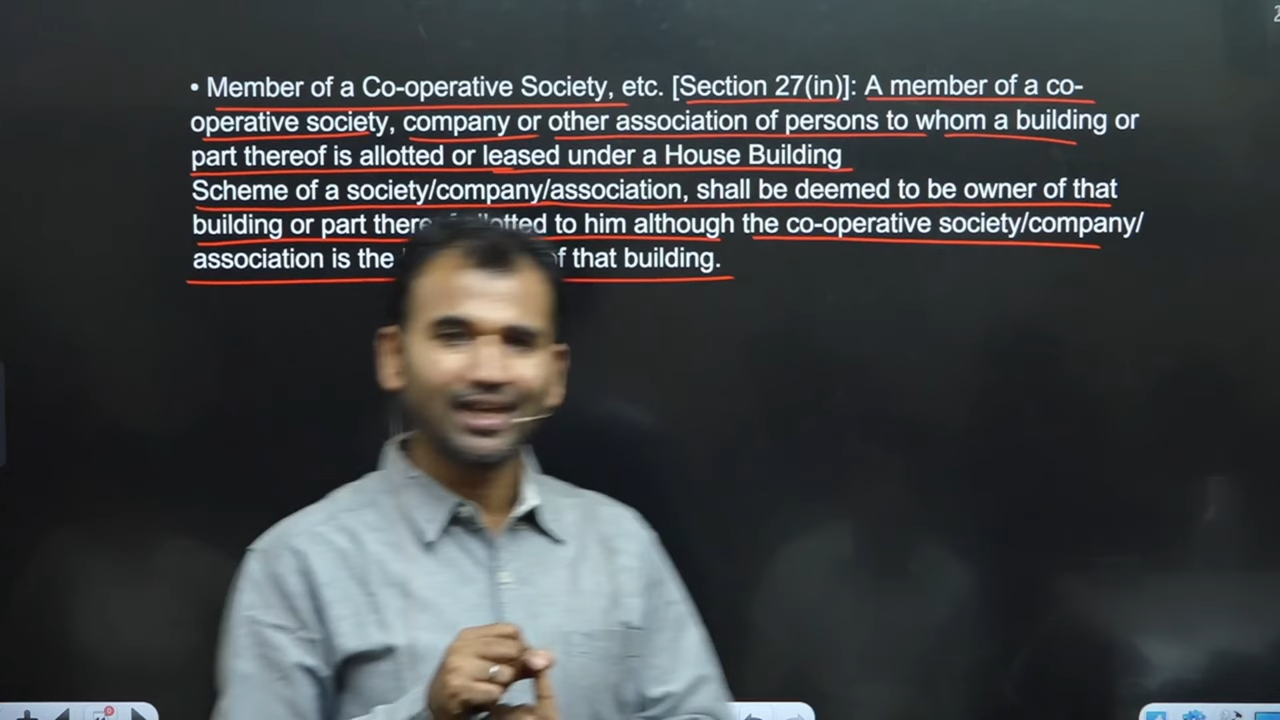 • Member of a Co-operative Society, etc. [Section 27(in)]: A member of a co-
operative society, company or other association of persons to whom a building or
part thereof is allotted or leased under a House Building
Scheme of a society/company/association, shall be deemed to be owner of that
building or part allotted to him although the co-operative society/company/
association is the of that building.